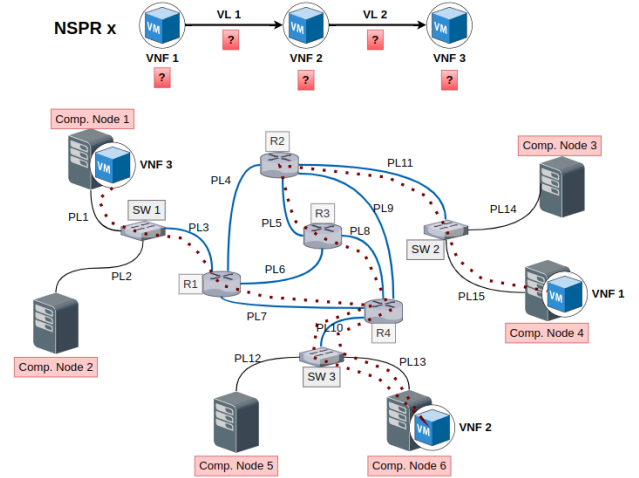 NSPR x
VM
VL 1
?
VM
VL 2
?
VM
VNF 1
VNF 2
VNF 3
?
?
?
Comp. Node 1
VM
VNF 3
R2
PL11
Comp. Node 3
PL4
PL1
SW 1
PL3
PL5
R3
PL8
PL9
PL14
SW 2
PL2
R1
PL6
PL7
PL15
VM
VNF 1
Comp. Node 4
PL10
R4
Comp. Node 2
PL12
SW 3
PL13
VM
VNF 2
Comp. Node 5
Comp. Node 6